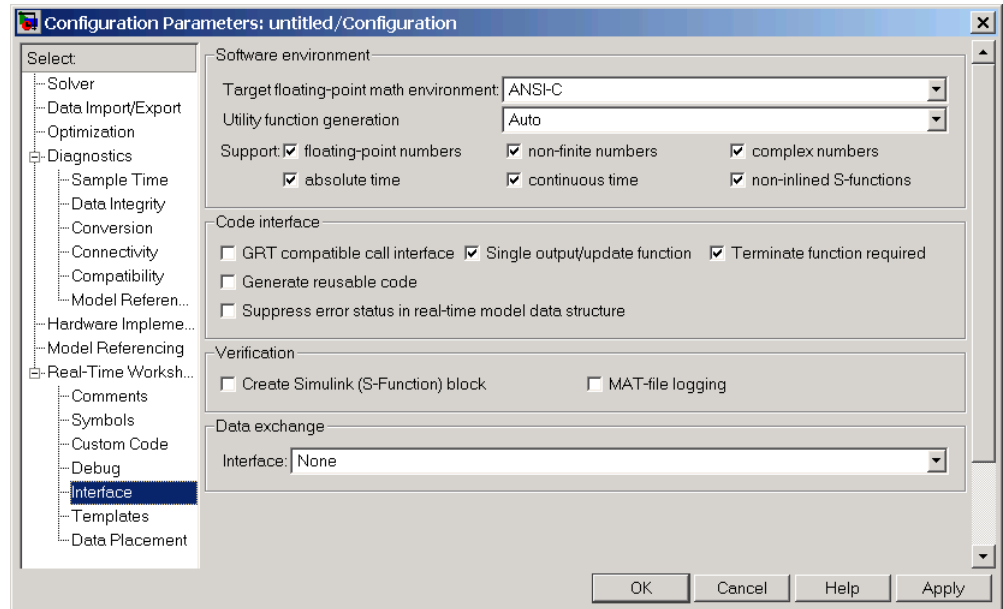 Configuration Parameters: untitled/Configuration
Select:
Solver
Data Import/Export
Optimization
Diagnostics
Sample Time
Data Integrity
Conversion
Connectivity
Compatibility
Model Referen...
Hardware Impleme...
Model Referencing
Real-Time Worksh...
Comments
Symbols
Custom Code
Debug
Interface
Templates
Data Placement
Software environment
Target floating-point math environment: ANSI-C
Utility function generation Auto
Support: floating-point numbers non-finite numbers complex numbers
absolute time continuous time non-inlined S-functions
Code interface
GRT compatible call interface Single output/update function Terminate function required
Generate reusable code
Suppress error status in real-time model data structure
Verification
Create Simulink (S-Function) block MAT-file logging
Data exchange
Interface: None
OK Cancel Help Apply